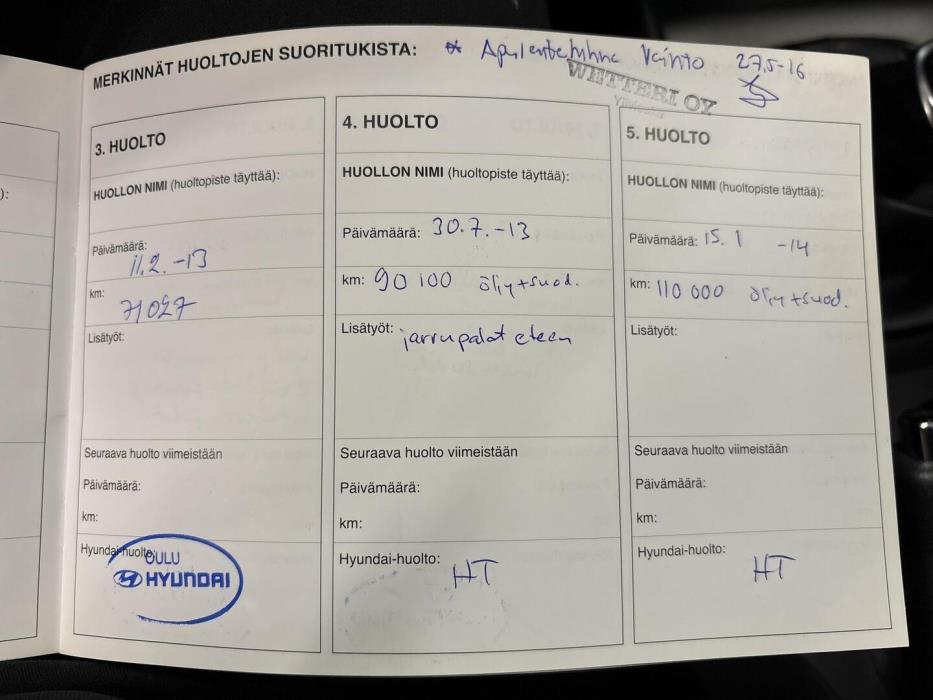 MERKINNÄT HUOLTOJEN SUORITUKISTA: Vaihto 27.5-16
WETTERI OY
3. HUOLTO
HUOLLON NIMI (huoltopiste täyttää):
Päivämäärä: 11.2.-13
km: 71027
Lisätyöt:
Seuraava huolto viimeistään
Päivämäärä:
km:
Hyundai-huolto:
OULU
HYUNDAI
4. HUOLTO
HUOLLON NIMI (huoltopiste täyttää):
Päivämäärä: 30.7.-13
km: 90 100 öljy+suod.
Lisätyöt: jarrupalat eteen
Seuraava huolto viimeistään
Päivämäärä:
km:
Hyundai-huolto: HT
5. HUOLTO
HUOLLON NIMI (huoltopiste täyttää):
Päivämäärä: 15.1 -14
km: 110 000 öljy+suod.
Lisätyöt:
Seuraava huolto viimeistään
Päivämäärä:
km:
Hyundai-huolto: HT
):